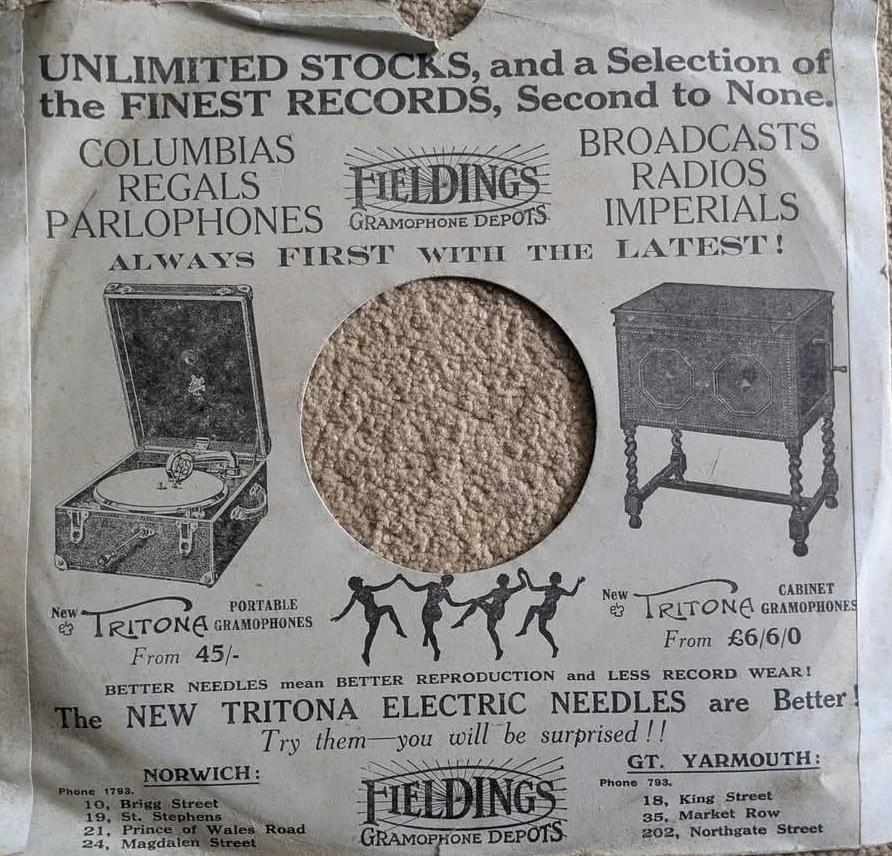 UNLIMITED STOCKS, and a Selection of
the FINEST RECORDS, Second to None.
COLUMBIAS
REGALS
PARLOPHONES
FIELDINGS
GRAMOPHONE DEPOTS
BROADCASTS
RADIOS
IMPERIALS
ALWAYS FIRST WITH THE LATEST!
New TRITONA PORTABLE GRAMOPHONES
From 45/-
New TRITONA CABINET GRAMOPHONES
From £6/6/0
BETTER NEEDLES mean BETTER REPRODUCTION and LESS RECORD WEAR!
The NEW TRITONA ELECTRIC NEEDLES are Better!
Try them—you will be surprised!!
NORWICH:
Phone 1793.
10, Brigg Street
19, St. Stephens
21, Prince of Wales Road
24, Magdalen Street
FIELDINGS
GRAMOPHONE DEPOTS
GT. YARMOUTH:
Phone 793.
18, King Street
35, Market Row
202, Northgate Street